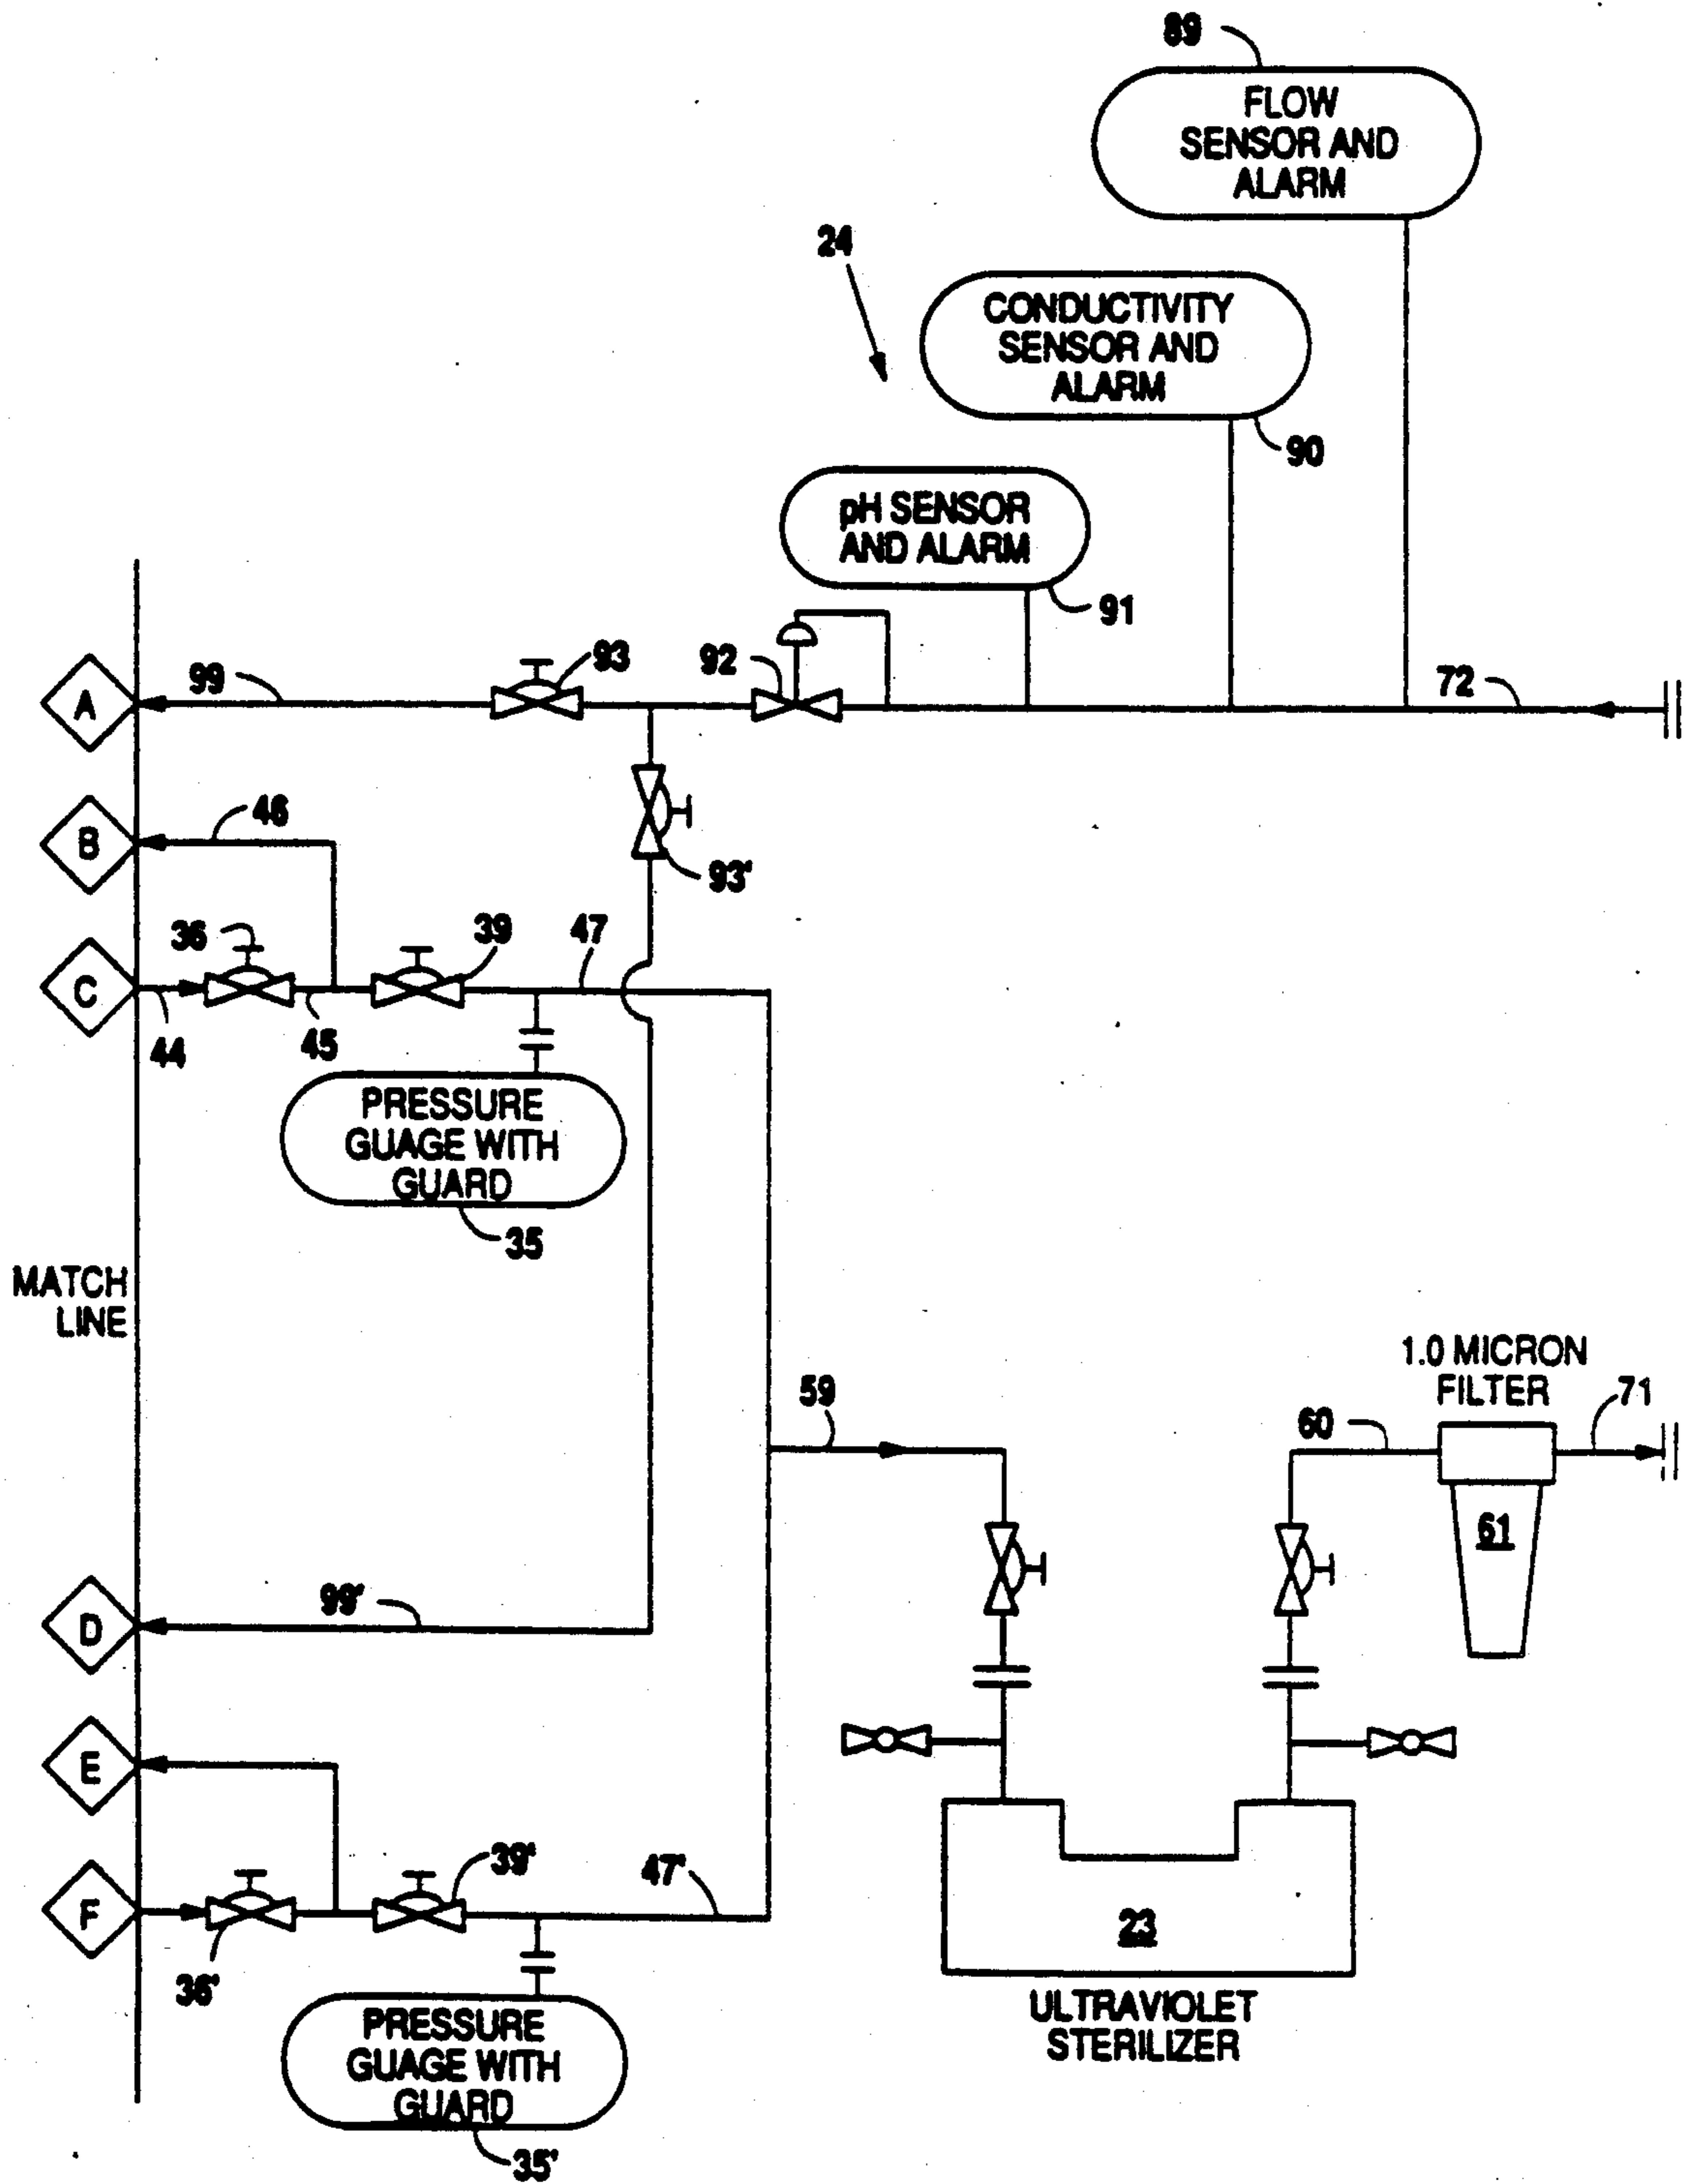 89
FLOW
SENSOR AND
ALARM
24
CONDUCTIVITY
SENSOR AND
ALARM
90
pH SENSOR
AND ALARM
91
A
99
93
92
72
B
46
93'
C
36
39
47
44
45
PRESSURE
GUAGE WITH
GUARD
35
MATCH
LINE
1.0 MICRON
FILTER
59
60
71
61
D
99'
E
F
36'
39'
47'
23
ULTRAVIOLET
STERILIZER
PRESSURE
GUAGE WITH
GUARD
35'